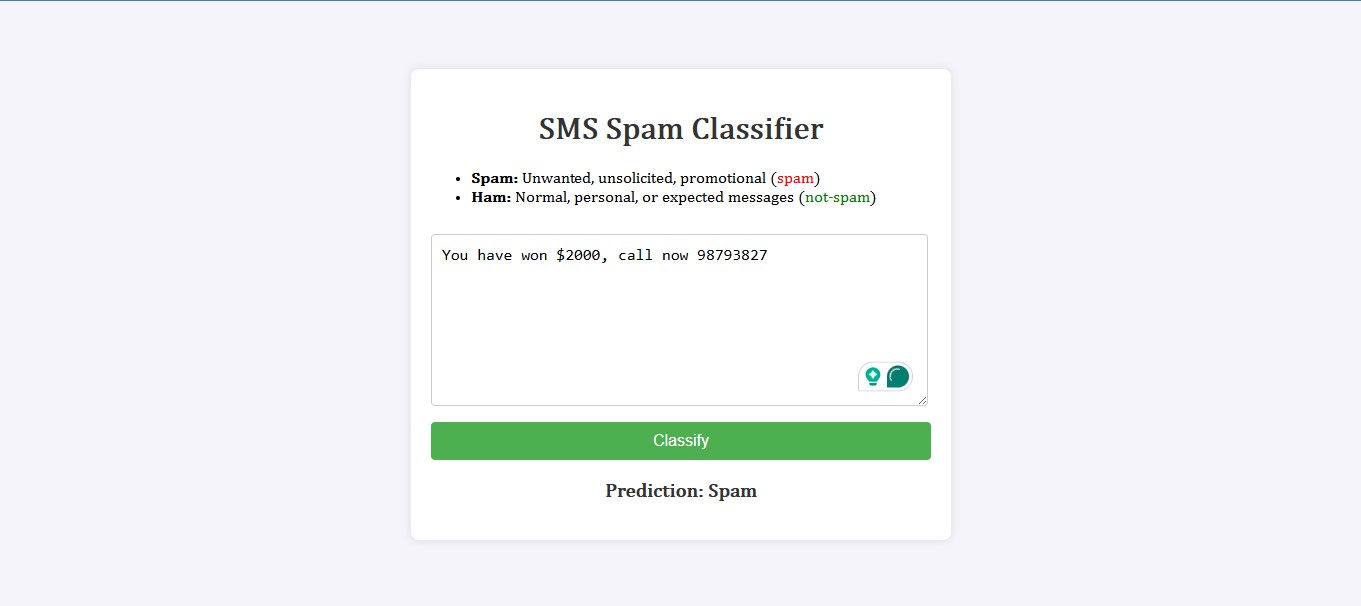 SMS Spam Classifier
Spam: Unwanted, unsolicited, promotional (spam)
Ham: Normal, personal, or expected messages (not-spam)
You have won $2000, call now 98793827
Classify
Prediction: Spam